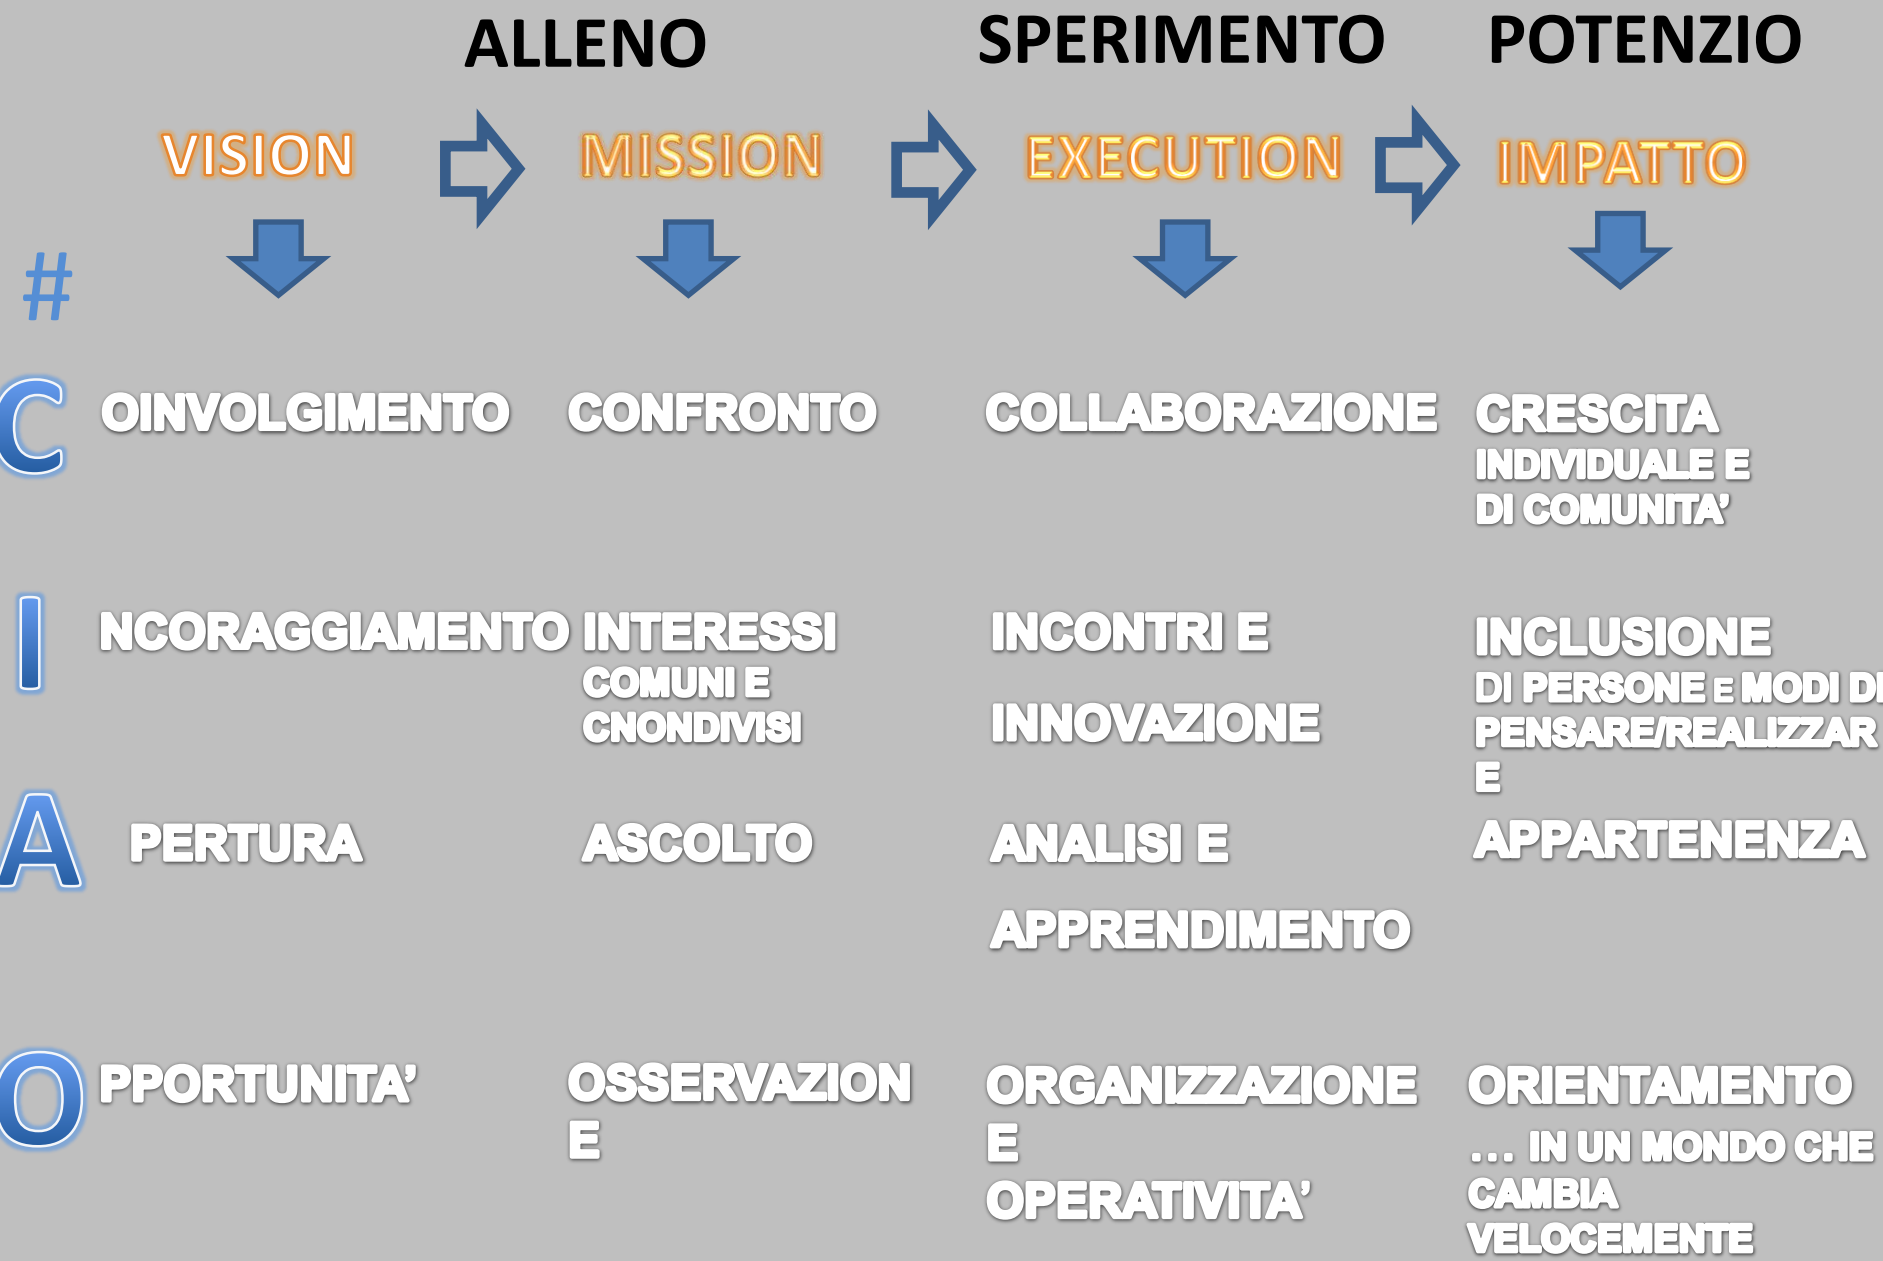 ALLENO SPERIMENTO POTENZIO
VISION MISSION EXECUTION IMPATTO
#
C OINVOLGIMENTO CONFRONTO COLLABORAZIONE CRESCITA
INDIVIDUALE E
DI COMUNITA’
I NCORAGGIAMENTO INTERESSI INCONTRI E INCLUSIONE
COMUNI E DI PERSONE E MODI DI
CNONDIVISI INNOVAZIONE PENSARE/REALIZZAR
E
A PERTURA ASCOLTO ANALISI E APPARTENENZA
APPRENDIMENTO
O PPORTUNITA’ OSSERVAZION ORGANIZZAZIONE ORIENTAMENTO
E E … IN UN MONDO CHE
OPERATIVITA’ CAMBIA
VELOCEMENTE